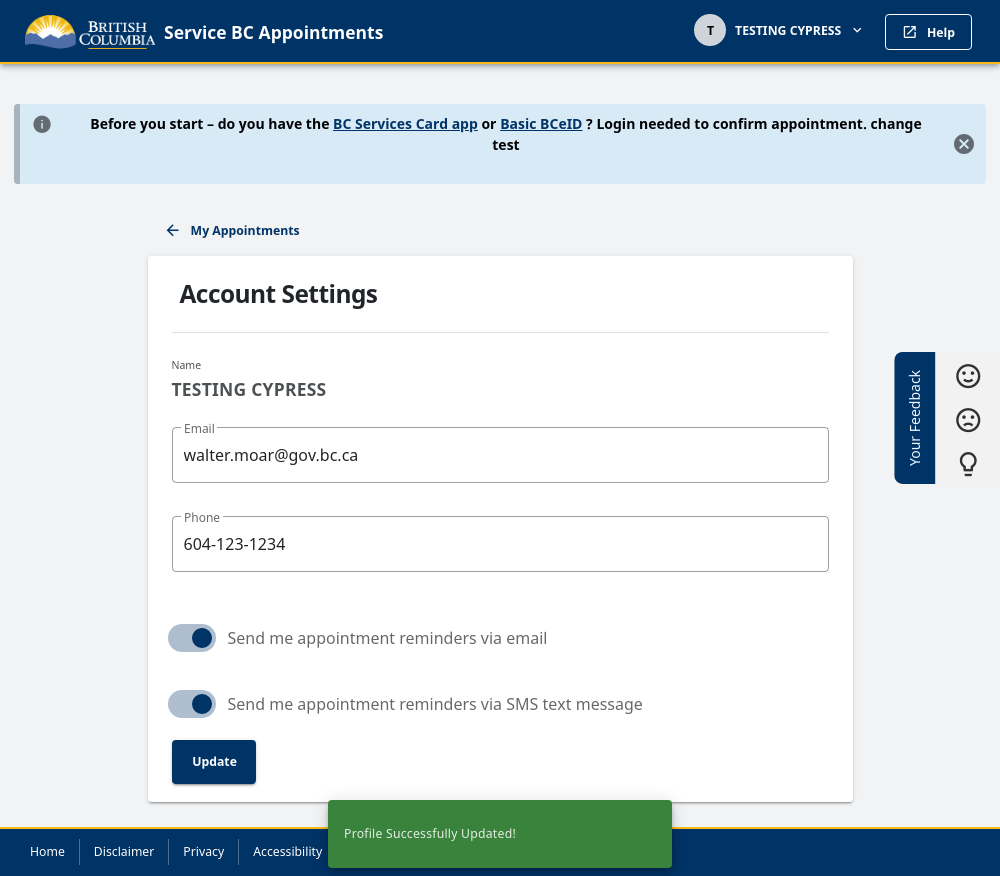 BRITISH
COLUMBIA
Service BC Appointments
T
TESTING CYPRESS
Help
Before you start – do you have the BC Services Card app or Basic BCeID ? Login needed to confirm appointment. change
test
My Appointments
Account Settings
Name
TESTING CYPRESS
Email
walter.moar@gov.bc.ca
Phone
604-123-1234
Send me appointment reminders via email
Send me appointment reminders via SMS text message
Update
Your Feedback
Profile Successfully Updated!
Home
Disclaimer
Privacy
Accessibility